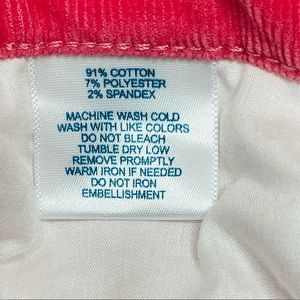 91% COTTON
7% POLYESTER
2% SPANDEX
MACHINE WASH COLD
WASH WITH LIKE COLORS
DO NOT BLEACH
TUMBLE DRY LOW
REMOVE PROMPTLY
WARM IRON IF NEEDED
DO NOT IRON
EMBELLISHMENT